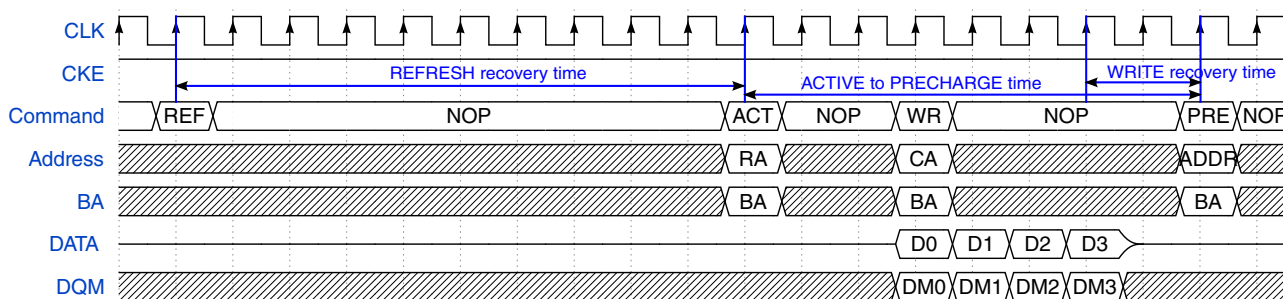 CLK
CKE REFRESH recovery time WRITE recovery time
ACTIVE to PRECHARGE time
Command REF NOP ACT NOP WR NOP PRE NOP
Address RA CA ADDR
BA BA BA BA
DATA D0 D1 D2 D3
DQM DM0 DM1 DM2 DM3